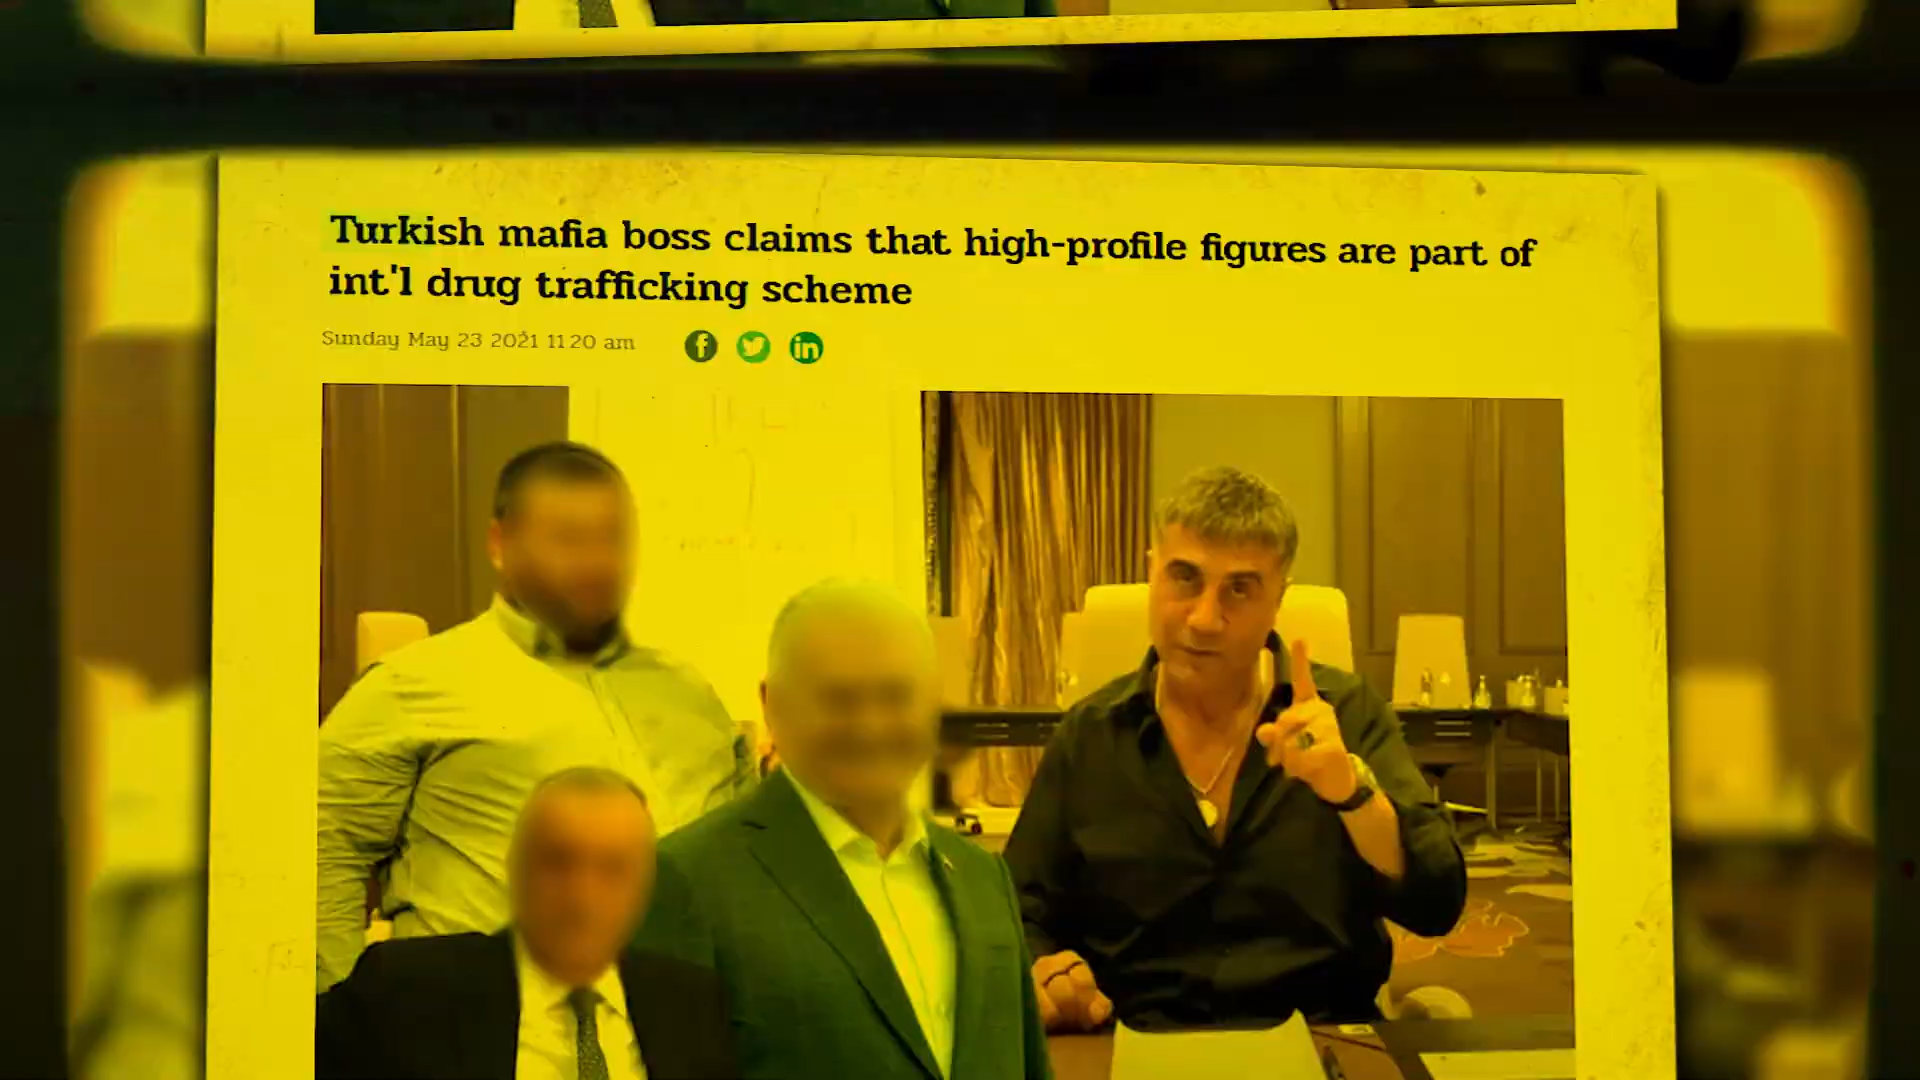 Turkish mafia boss claims that high-profile figures are part of
int'l drug trafficking scheme
Sunday May 23 2021 11 20 am